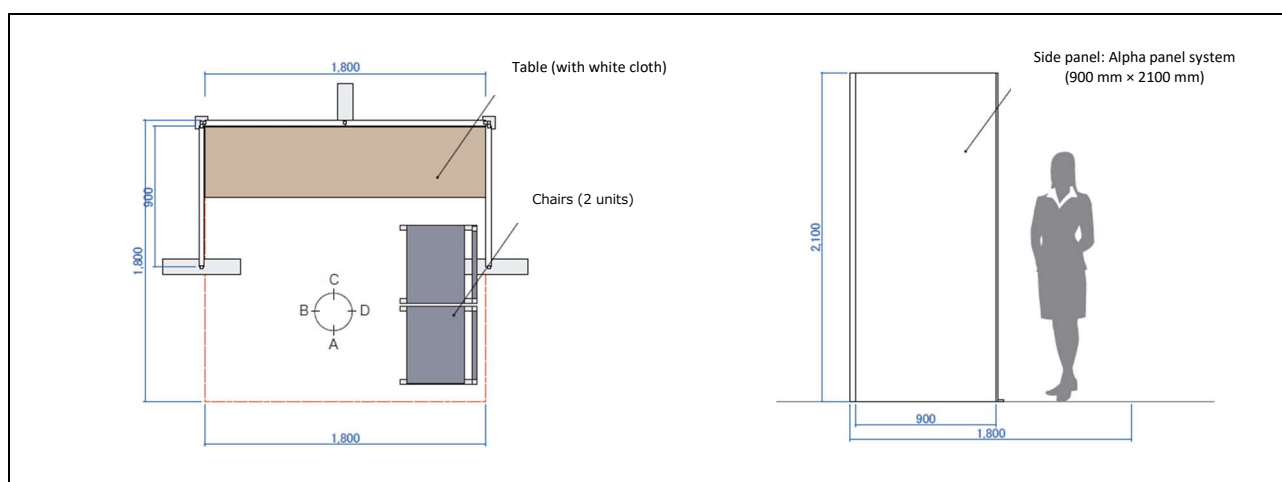 1,800
Table (with white cloth)
900
1,800
Chairs (2 units)
C
B
D
A
1,800
Side panel: Alpha panel system
(900 mm × 2100 mm)
2,100
900
1,800